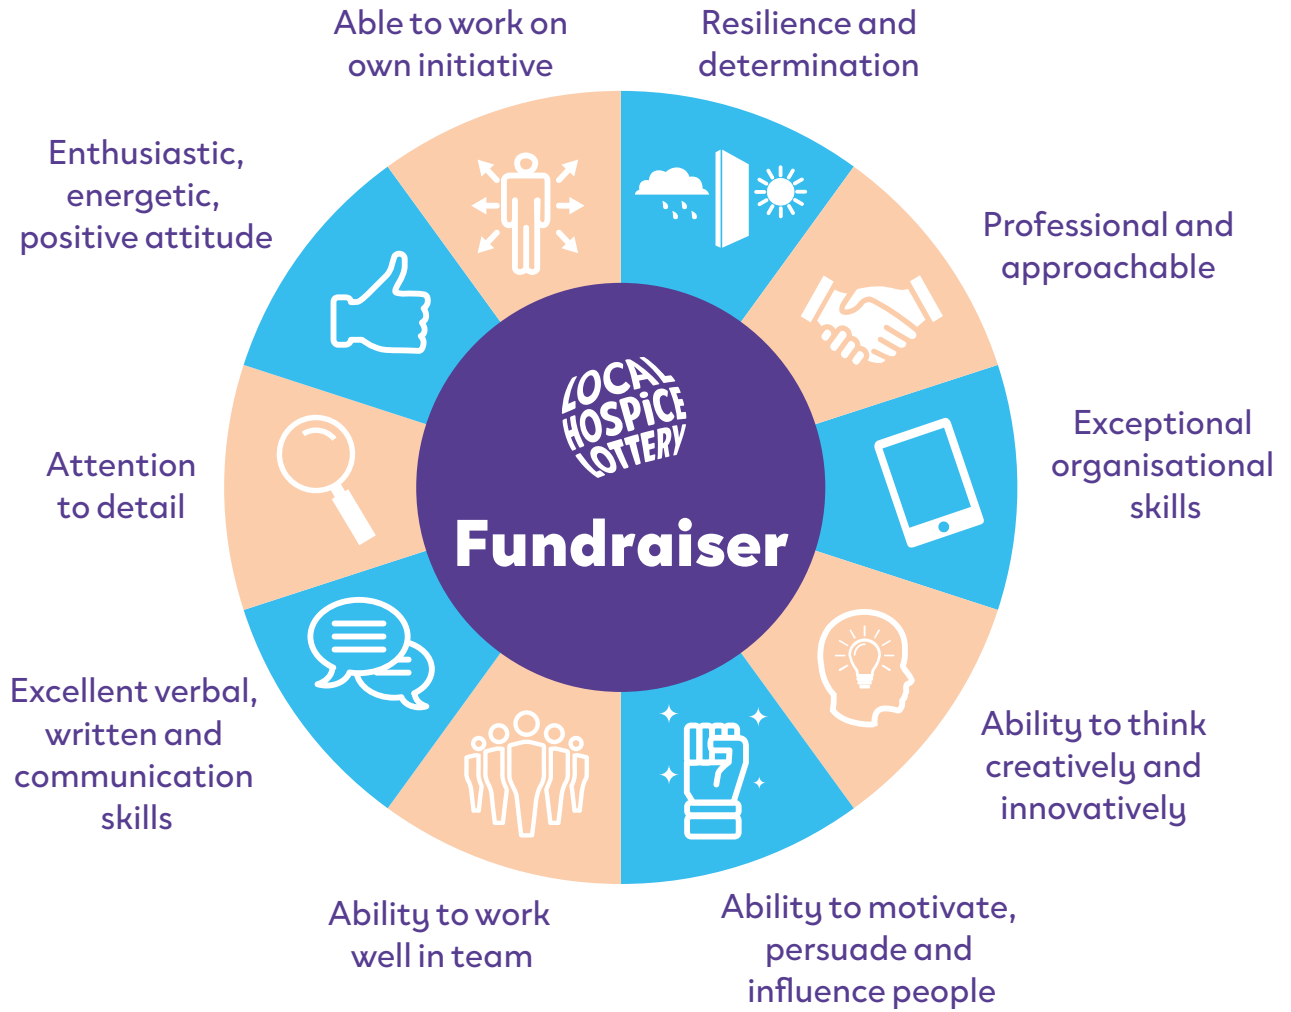 Able to work on
own initiative
Resilience and
determination
Professional and
approachable
Exceptional
organisational
skills
Ability to think
creatively and
innovatively
Ability to motivate,
persuade and
influence people
Ability to work
well in team
Excellent verbal,
written and
communication
skills
Attention
to detail
Enthusiastic,
energetic,
positive attitude
LOCAL
HOSPiCE
LOTTERY
Fundraiser